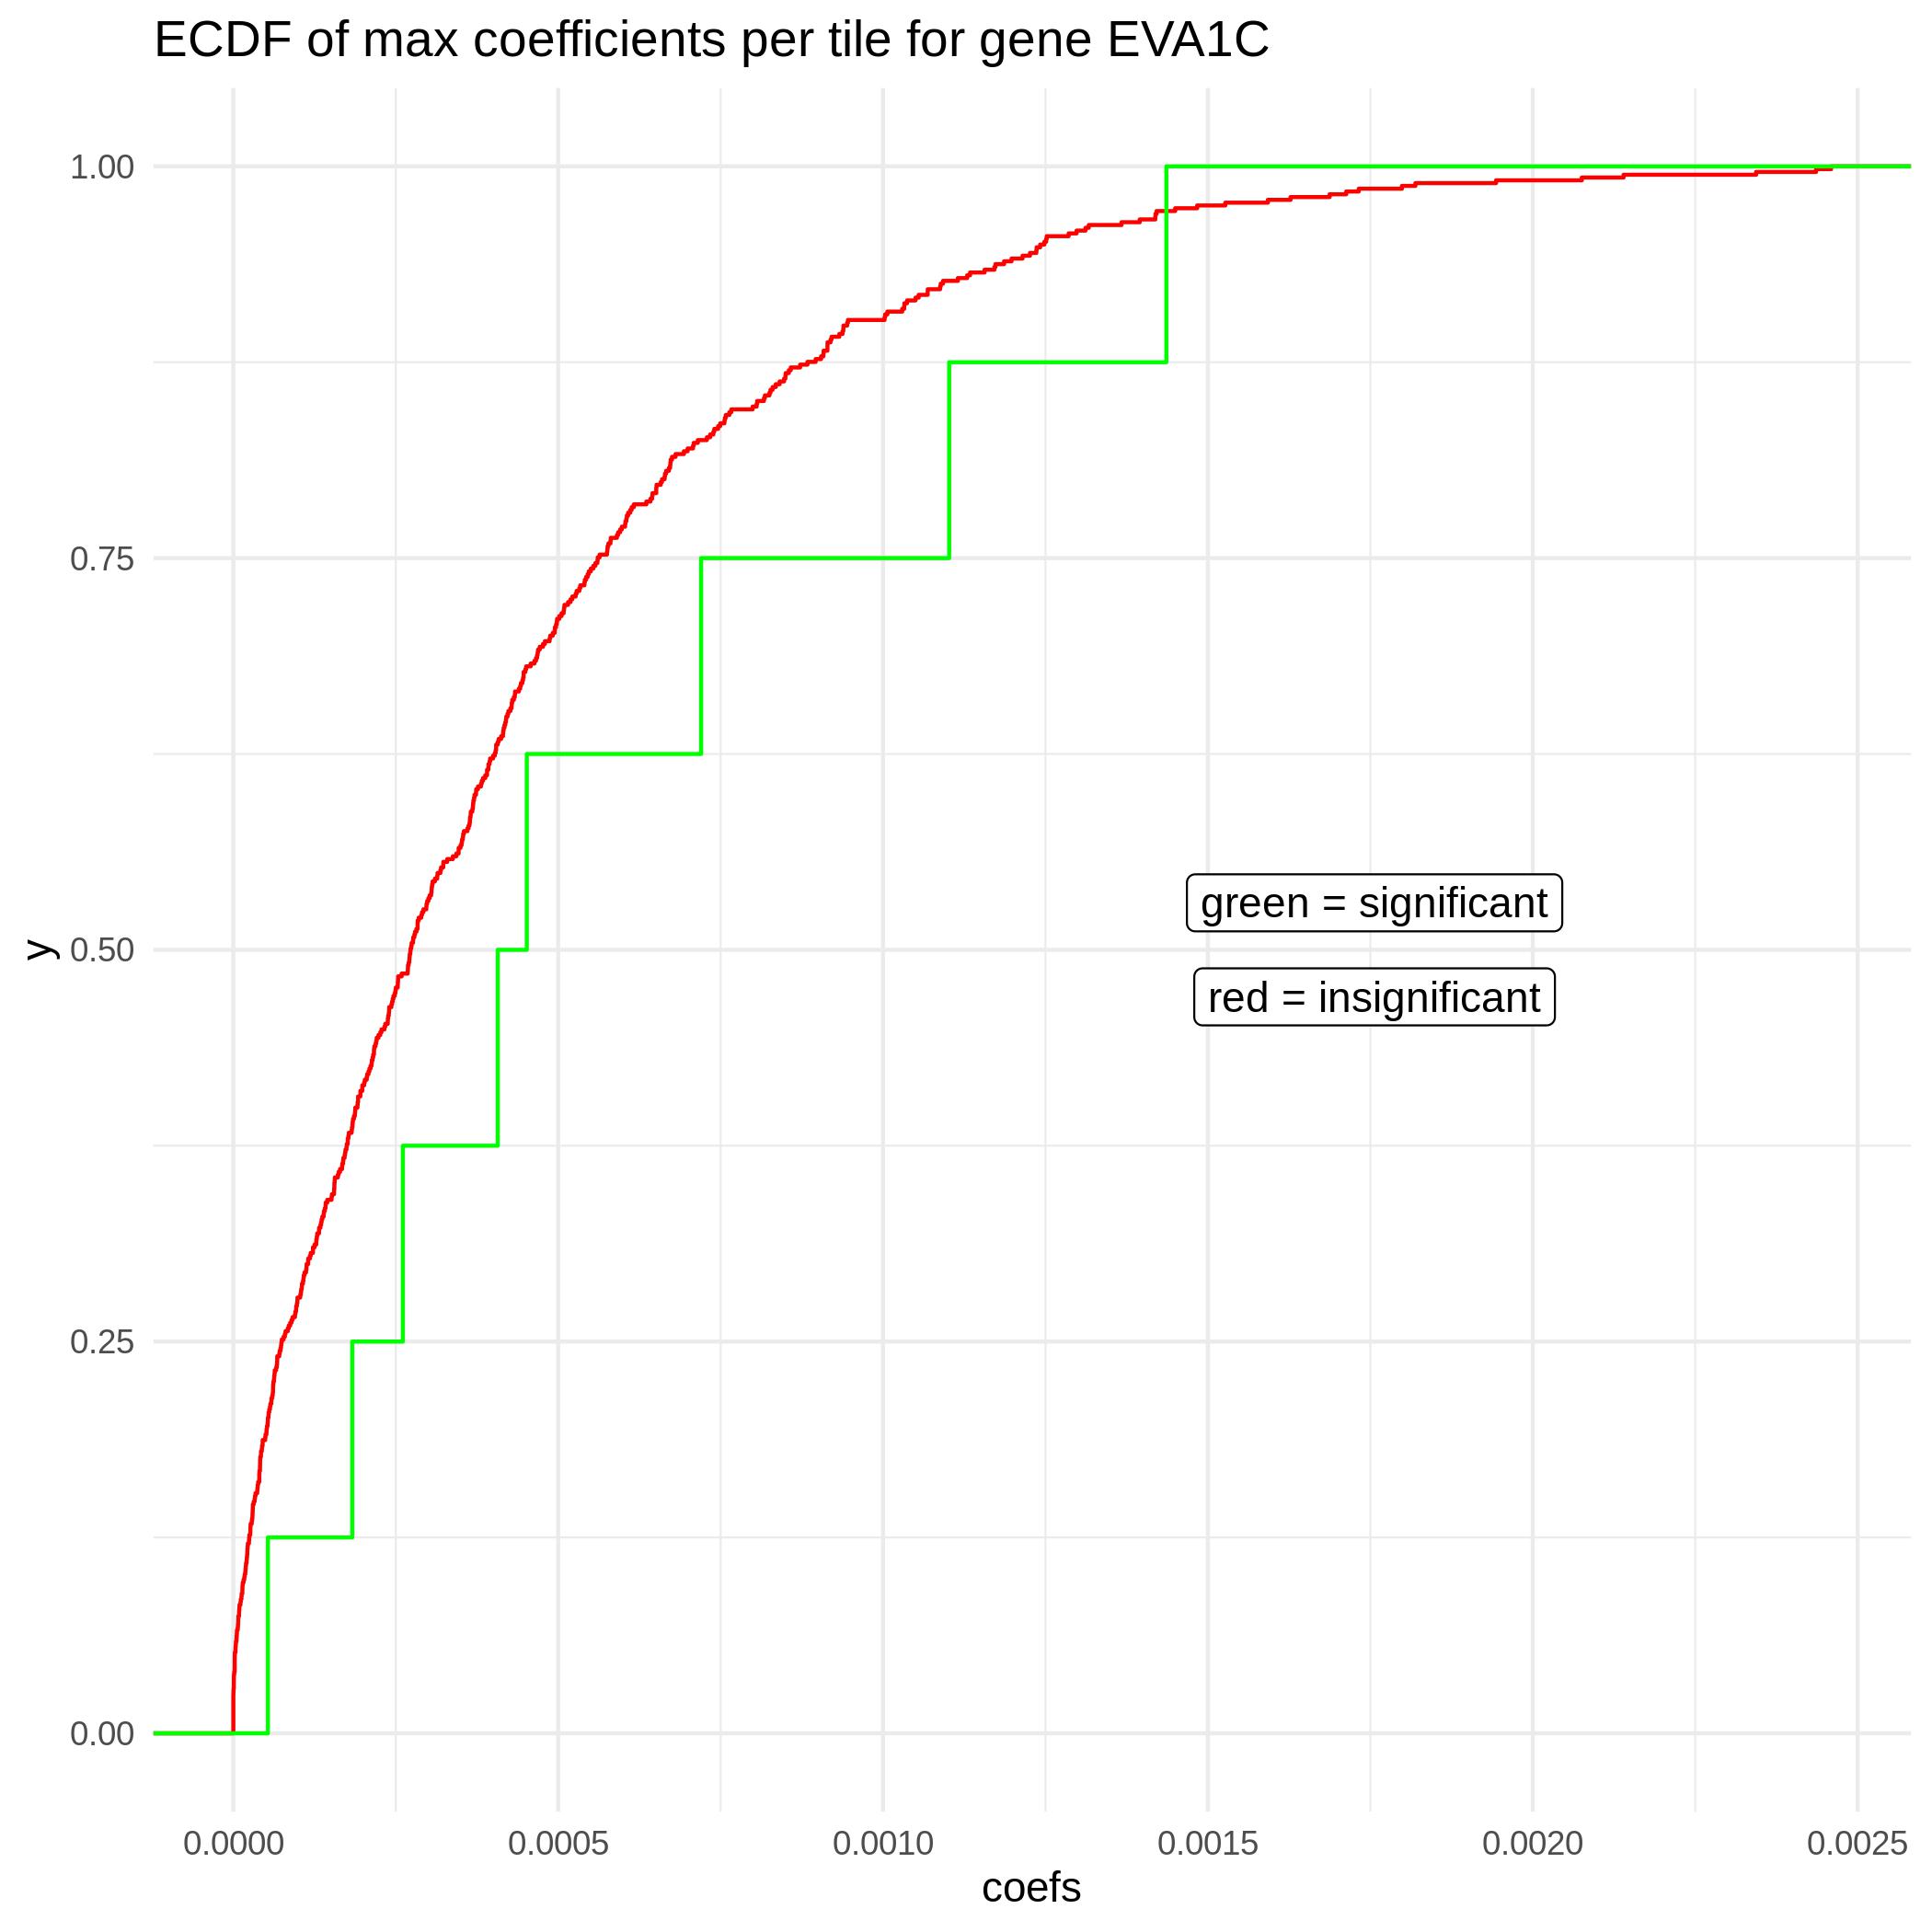 ECDF of max coefficients per tile for gene EVA1C
1.00
0.75
0.50
0.25
0.00
y
green = significant
red = insignificant
0.0000
0.0005
0.0010
0.0015
0.0020
0.0025
coefs